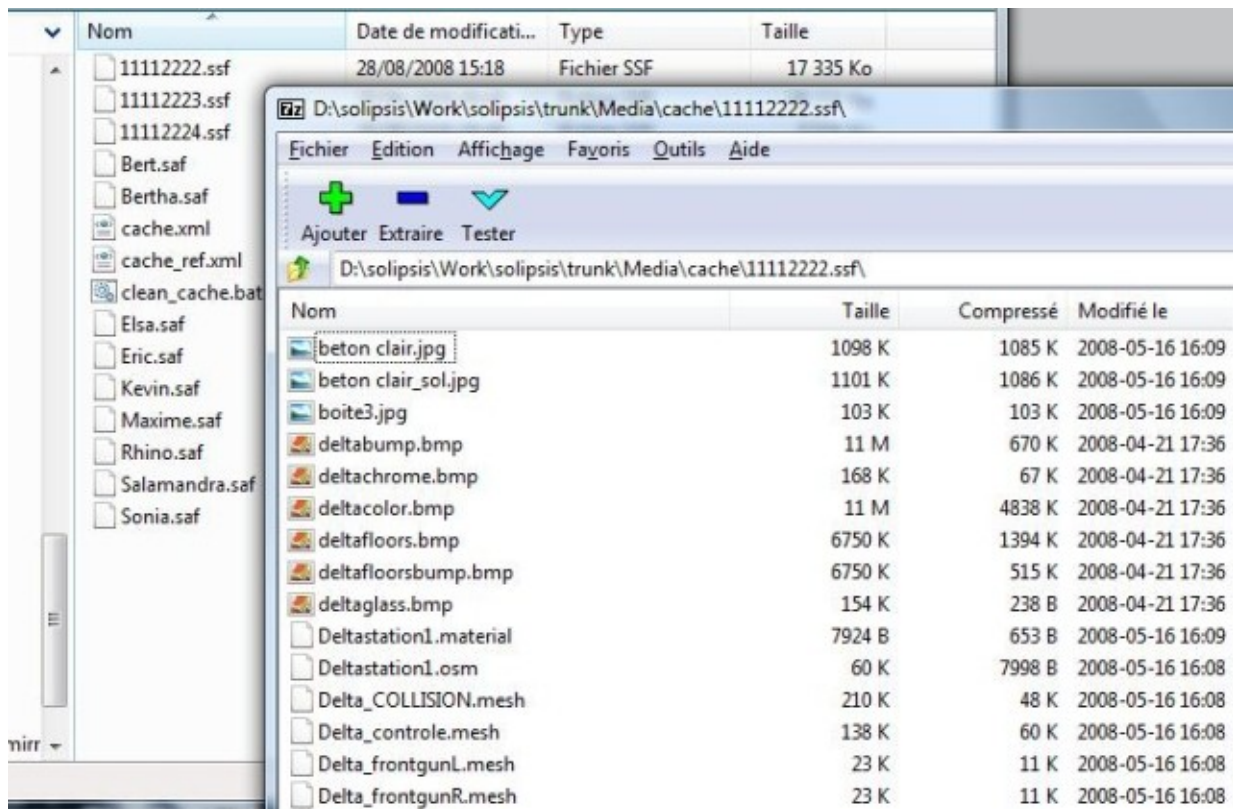 Nom Date de modificati... Type Taille
11112222.ssf 28/08/2008 15:18 Fichier SSF 17 335 Ko
11112223.ssf
11112224.ssf
Bert.saf
Bertha.saf
cache.xml
cache_ref.xml
clean_cache.bat
Elsa.saf
Eric.saf
Kevin.saf
Maxime.saf
Rhino.saf
Salamandra.saf
Sonia.saf
mirr
7z D:\solipsis\Work\solipsis\trunk\Media\cache\11112222.ssf\
Fichier Edition Affichage Favoris Outils Aide
Ajouter Extraire Tester
D:\solipsis\Work\solipsis\trunk\Media\cache\11112222.ssf\
Nom Taille Compressé Modifié le
beton clair.jpg 1098 K 1085 K 2008-05-16 16:09
beton clair_sol.jpg 1101 K 1086 K 2008-05-16 16:09
boite3.jpg 103 K 103 K 2008-05-16 16:09
deltabump.bmp 11 M 670 K 2008-04-21 17:36
deltachrome.bmp 168 K 67 K 2008-04-21 17:36
deltacolor.bmp 11 M 4838 K 2008-04-21 17:36
deltafloors.bmp 6750 K 1394 K 2008-04-21 17:36
deltafloorsbump.bmp 6750 K 515 K 2008-04-21 17:36
deltaglass.bmp 154 K 238 B 2008-04-21 17:36
Deltastation1.material 7924 B 653 B 2008-05-16 16:09
Deltastation1.osm 60 K 7998 B 2008-05-16 16:08
Delta_COLLISION.mesh 210 K 48 K 2008-05-16 16:08
Delta_controle.mesh 138 K 60 K 2008-05-16 16:08
Delta_frontgunL.mesh 23 K 11 K 2008-05-16 16:08
Delta_frontgunR.mesh 23 K 11 K 2008-05-16 16:08